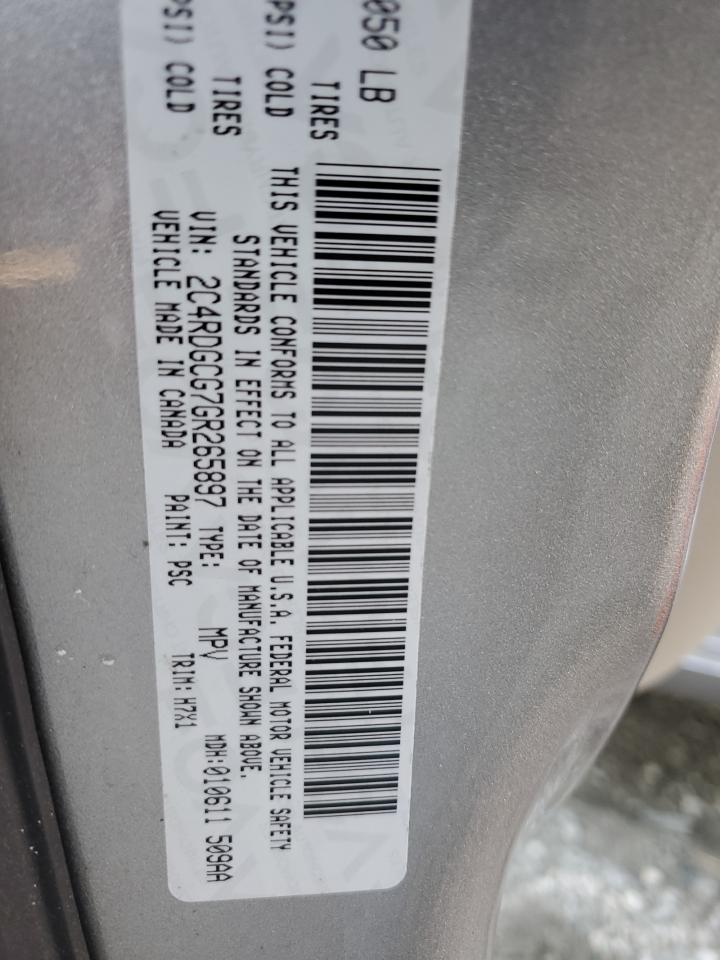 050 LB
TIRES
PSI) COLD
TIRES
PSI) COLD
THIS VEHICLE CONFORMS TO ALL APPLICABLE U.S.A. FEDERAL MOTOR VEHICLE SAFETY
STANDARDS IN EFFECT ON THE DATE OF MANUFACTURE SHOWN ABOVE.
VIN: 2C4RDGCG7GR265897 TYPE: MPV MDH:010611 509AA
VEHICLE MADE IN CANADA PAINT: PSC TRIM: H7X1